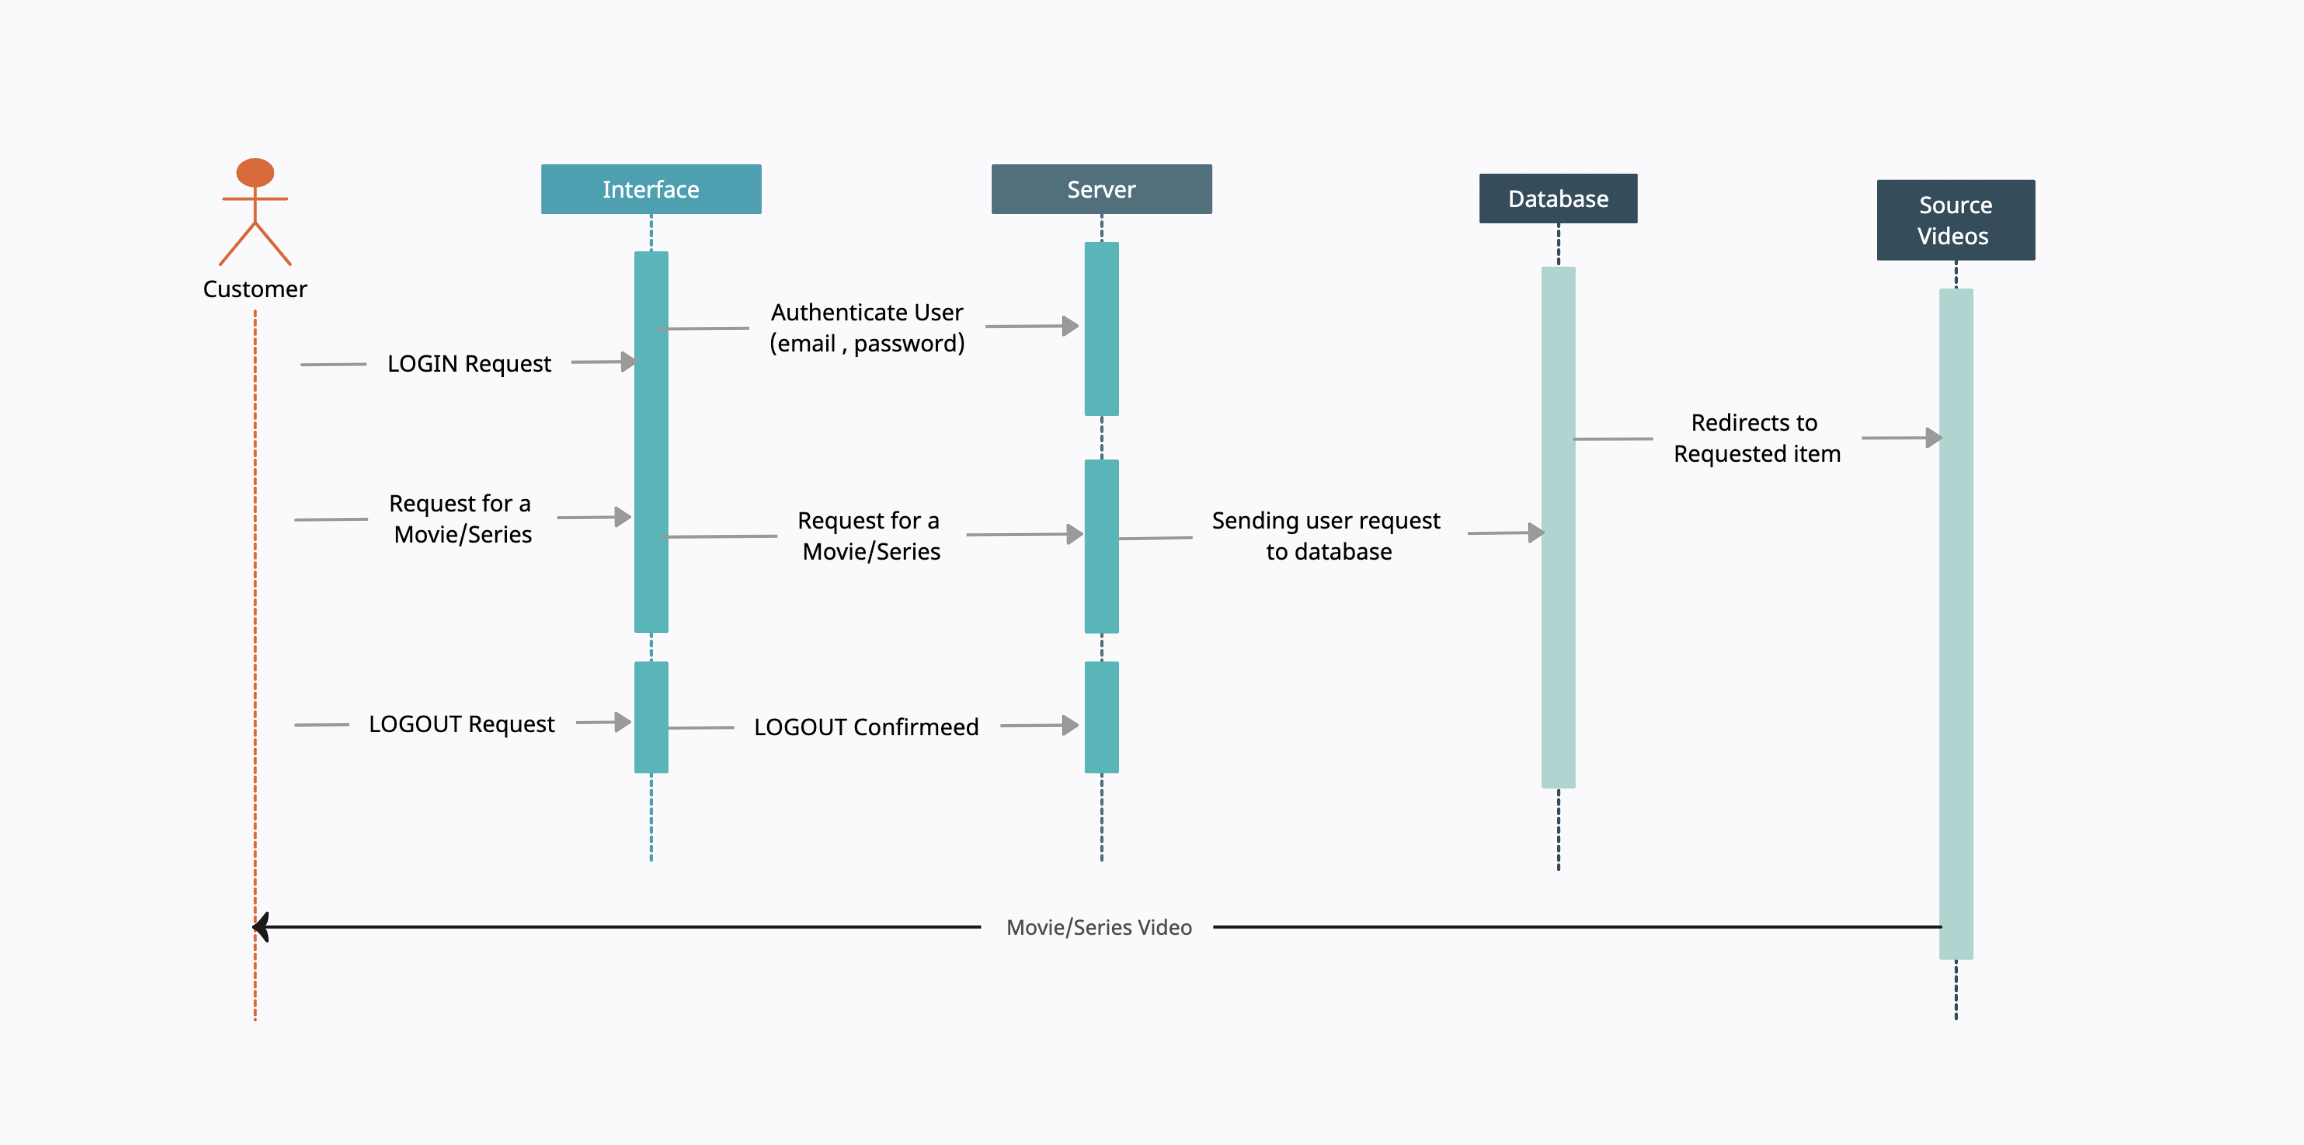 Interface
Server
Database
Source
Videos
Customer
Authenticate User
(email , password)
LOGIN Request
Redirects to
Requested item
Request for a
Movie/Series
Request for a
Movie/Series
Sending user request
to database
LOGOUT Request
LOGOUT Confirmeed
Movie/Series Video